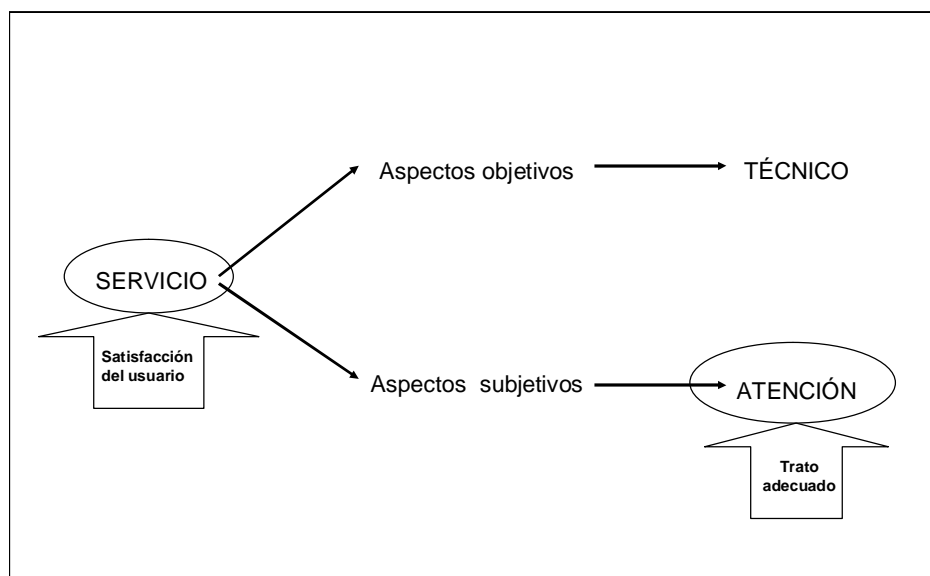 Aspectos objetivos
TÉCNICO
SERVICIO
Satisfacción
del usuario
Aspectos subjetivos
ATENCIÓN
Trato
adecuado